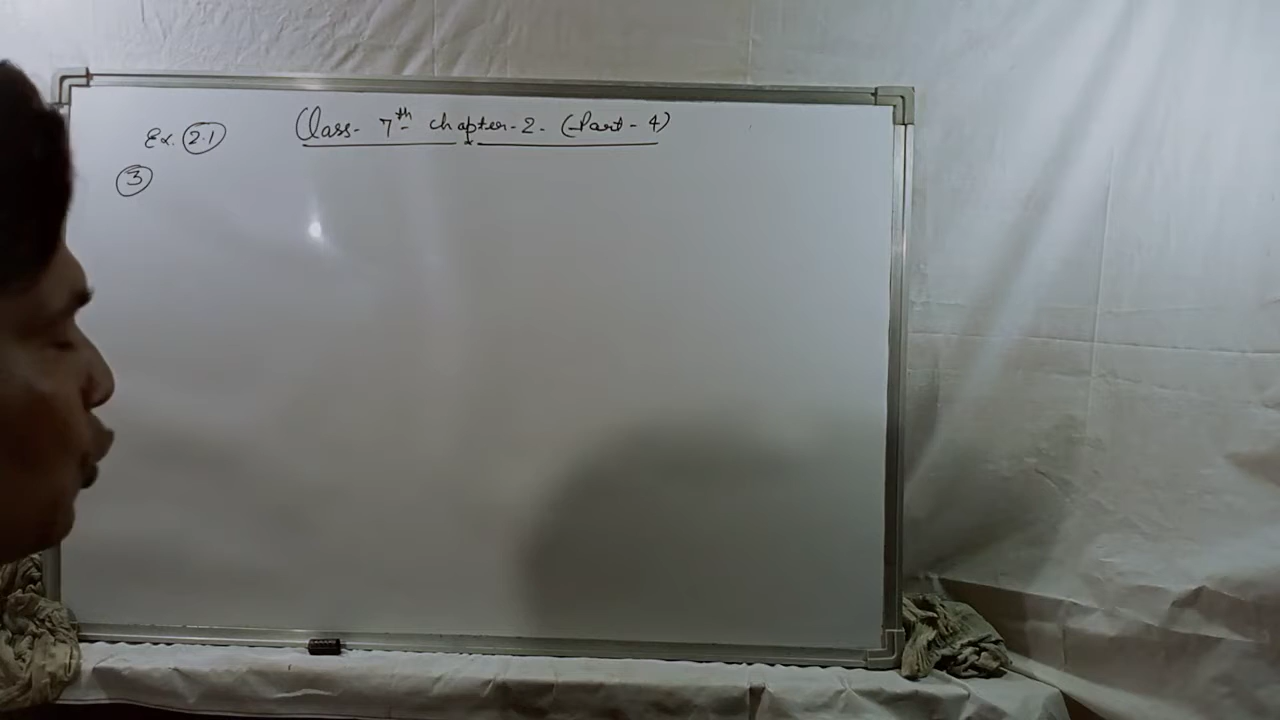 Class- 7th chapter-2- (Part-4)
Ex. 2.1
3